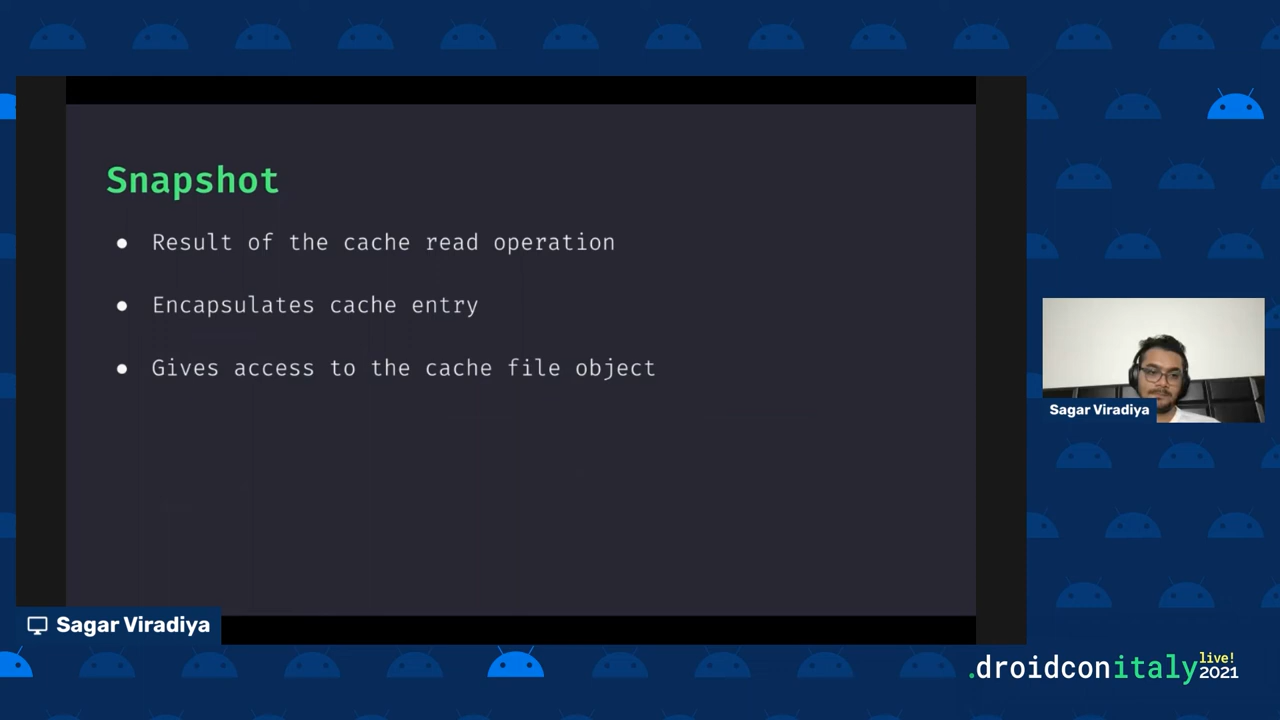 Snapshot
● Result of the cache read operation
● Encapsulates cache entry
● Gives access to the cache file object
Sagar Viradiya
Sagar Viradiya
.droidconitaly live! 2021